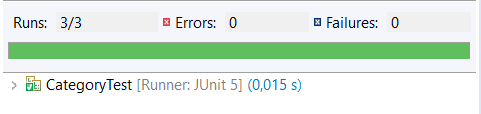 Runs: 3/3 Errors: 0 Failures: 0
CategoryTest [Runner: JUnit 5] (0,015 s)